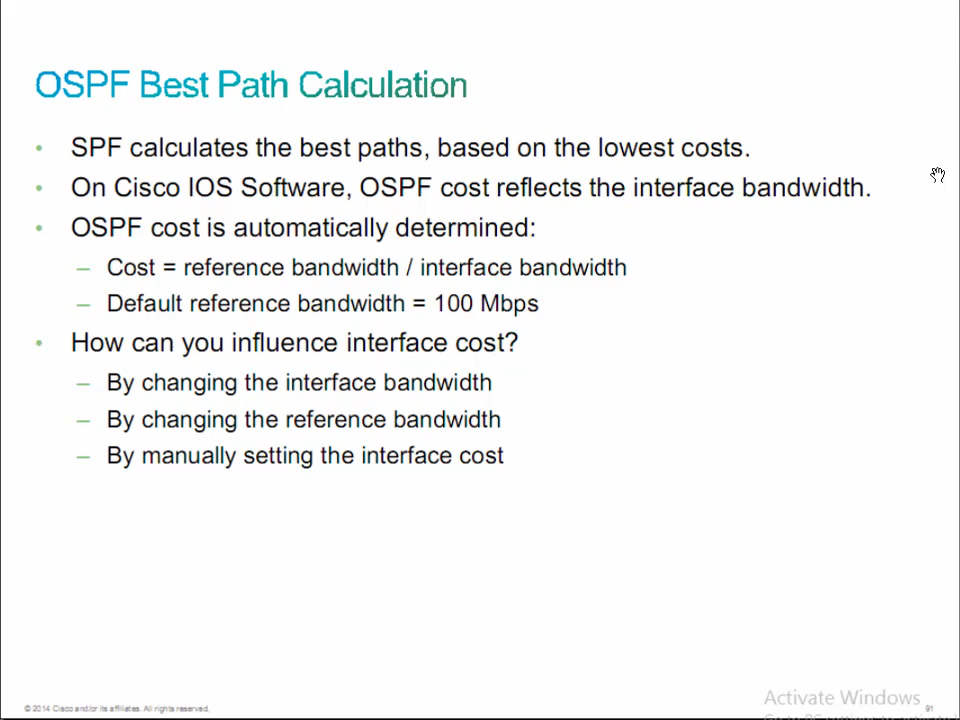 OSPF Best Path Calculation
• SPF calculates the best paths, based on the lowest costs.
• On Cisco IOS Software, OSPF cost reflects the interface bandwidth.
• OSPF cost is automatically determined:
– Cost = reference bandwidth / interface bandwidth
– Default reference bandwidth = 100 Mbps
• How can you influence interface cost?
– By changing the interface bandwidth
– By changing the reference bandwidth
– By manually setting the interface cost
Activate Windows
© 2014 Cisco and/or its affiliates. All rights reserved.
91